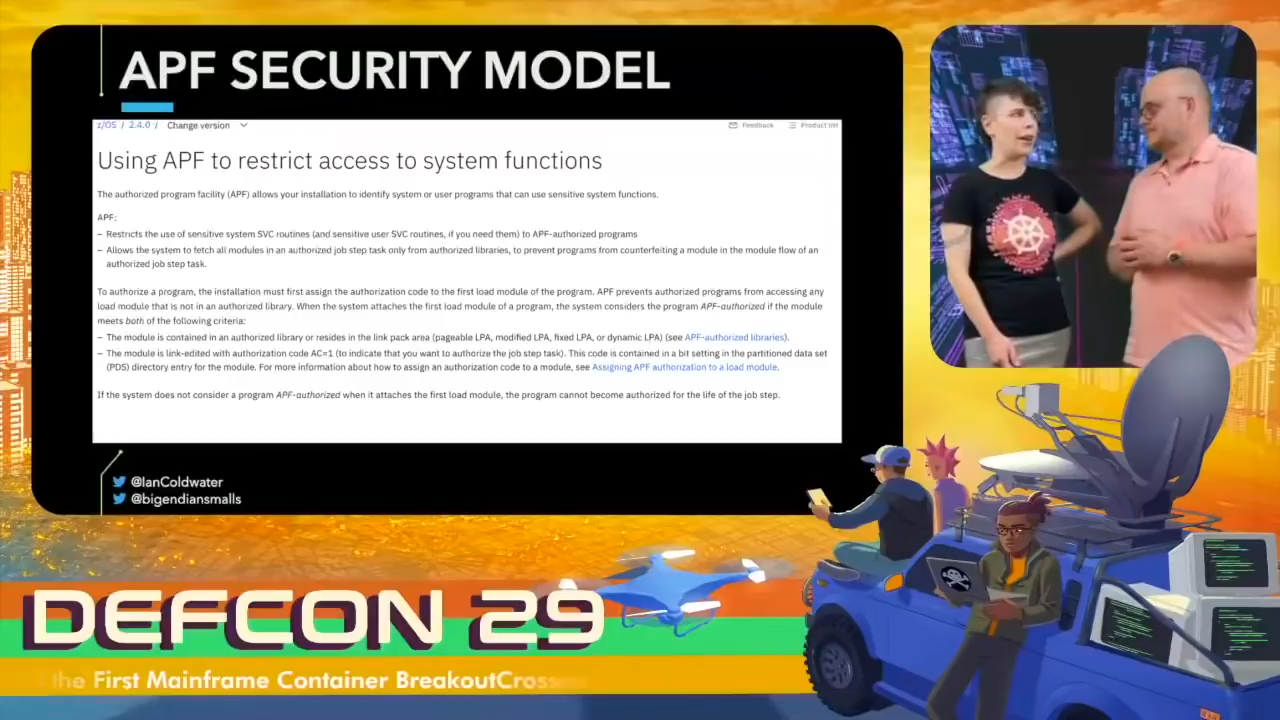 APF SECURITY MODEL
z/OS / 2.4.0 / Change version
Feedback
Product list
Using APF to restrict access to system functions
The authorized program facility (APF) allows your installation to identify system or user programs that can use sensitive system functions.
APF:
– Restricts the use of sensitive system SVC routines (and sensitive user SVC routines, if you need them) to APF-authorized programs
– Allows the system to fetch all modules in an authorized job step task only from authorized libraries, to prevent programs from counterfeiting a module in the module flow of an
authorized job step task.
To authorize a program, the installation must first assign the authorization code to the first load module of the program. APF prevents authorized programs from accessing any
load module that is not in an authorized library. When the system attaches the first load module of a program, the system considers the program APF-authorized if the module
meets both of the following criteria:
– The module is contained in an authorized library or resides in the link pack area (pageable LPA, modified LPA, fixed LPA, or dynamic LPA) (see APF-authorized libraries).
– The module is link-edited with authorization code AC=1 (to indicate that you want to authorize the job step task). This code is contained in a bit setting in the partitioned data set
(PDS) directory entry for the module. For more information about how to assign an authorization code to a module, see Assigning APF authorization to a load module.
If the system does not consider a program APF-authorized when it attaches the first load module, the program cannot become authorized for the life of the job step.
@IanColdwater
@bigendiansmalls
DEFCON 29
the First Mainframe Container BreakoutCross